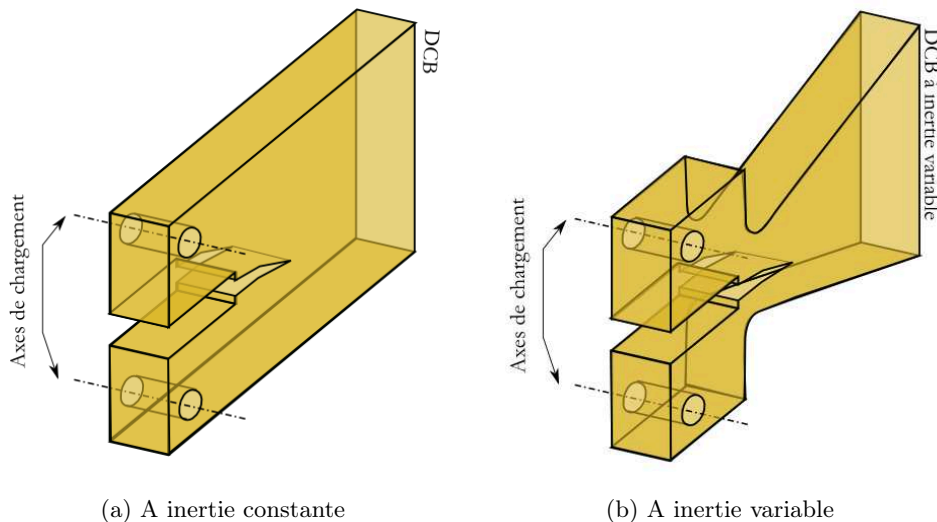 DCB
Axes de chargement
(a) A inertie constante
DCB à inertie
variable
Axes de chargement
(b) A inertie variable